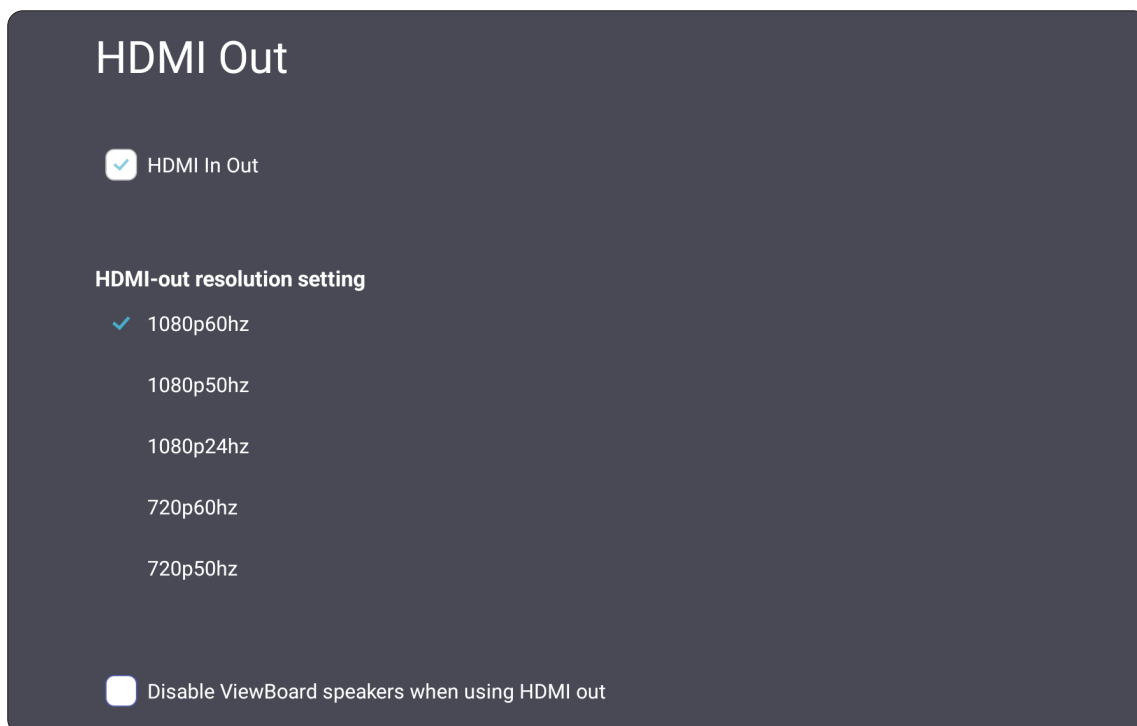 HDMI Out
HDMI In Out
HDMI-out resolution setting
1080p60hz
1080p50hz
1080p24hz
720p60hz
720p50hz
Disable ViewBoard speakers when using HDMI out